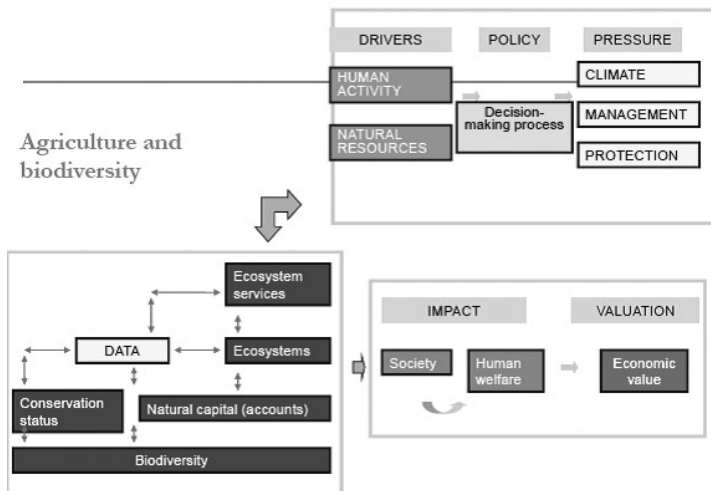 DRIVERS
POLICY
PRESSURE
HUMAN
ACTIVITY
NATURAL
RESOURCES
Decision-
making process
CLIMATE
MANAGEMENT
PROTECTION
Agriculture and
biodiversity
Ecosystem
services
DATA
Ecosystems
Conservation
status
Natural capital (accounts)
Biodiversity
IMPACT
VALUATION
Society
Human
welfare
Economic
value